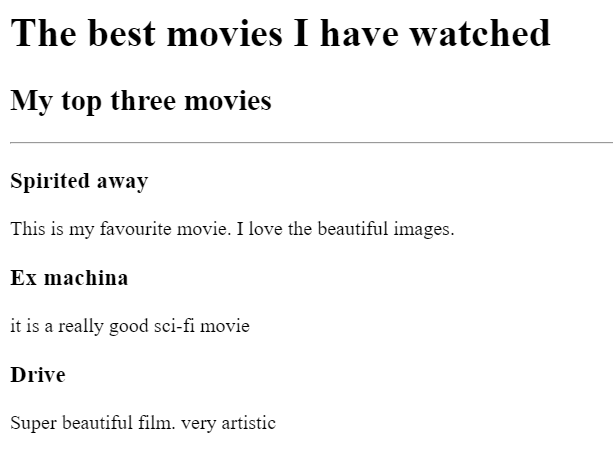 The best movies I have watched
My top three movies
Spirited away
This is my favourite movie. I love the beautiful images.
Ex machina
it is a really good sci-fi movie
Drive
Super beautiful film. very artistic